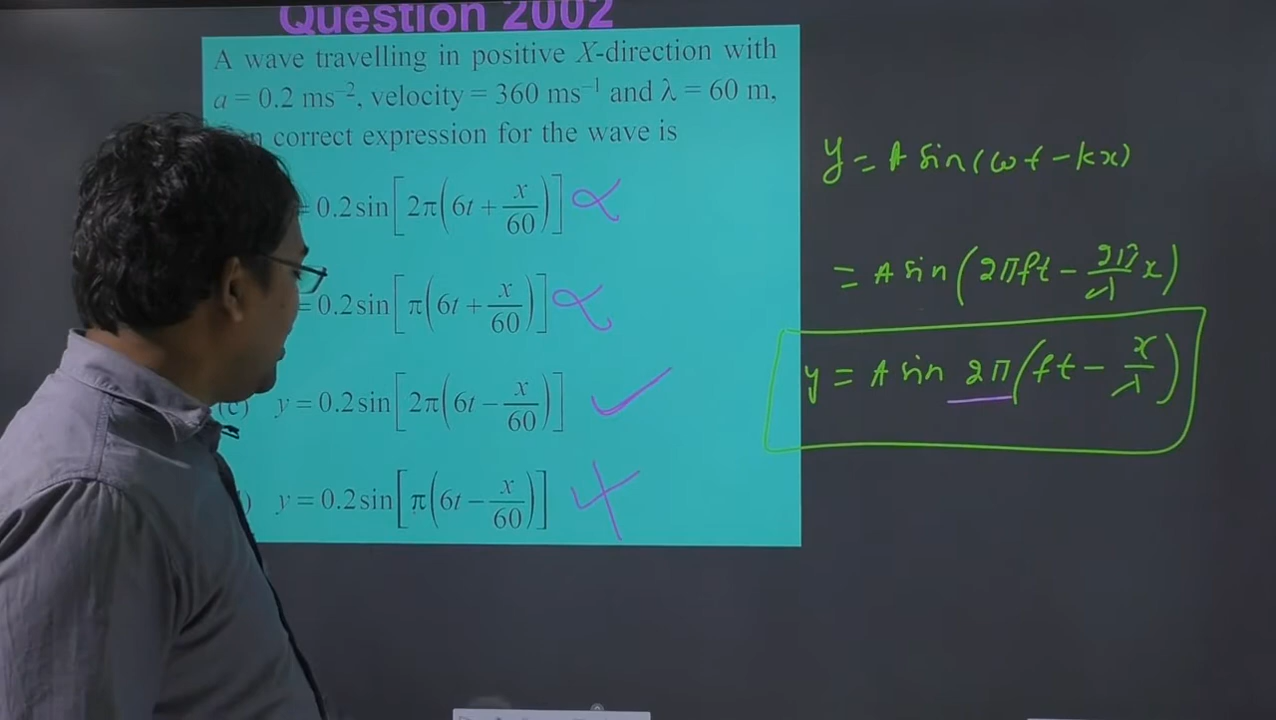 Question 2002
A wave travelling in positive X-direction with
a = 0.2 ms⁻², velocity = 360 ms⁻¹ and λ = 60 m,
correct expression for the wave is
= 0.2 sin[2π(6t + x/60)]
= 0.2 sin[π(6t + x/60)]
(c) y = 0.2 sin[2π(6t − x/60)]
) y = 0.2 sin[π(6t − x/60)]
y = A sin(ωt − kx)
= A sin(2πft − 2π/λ x)
y = A sin 2π(ft − x/λ)